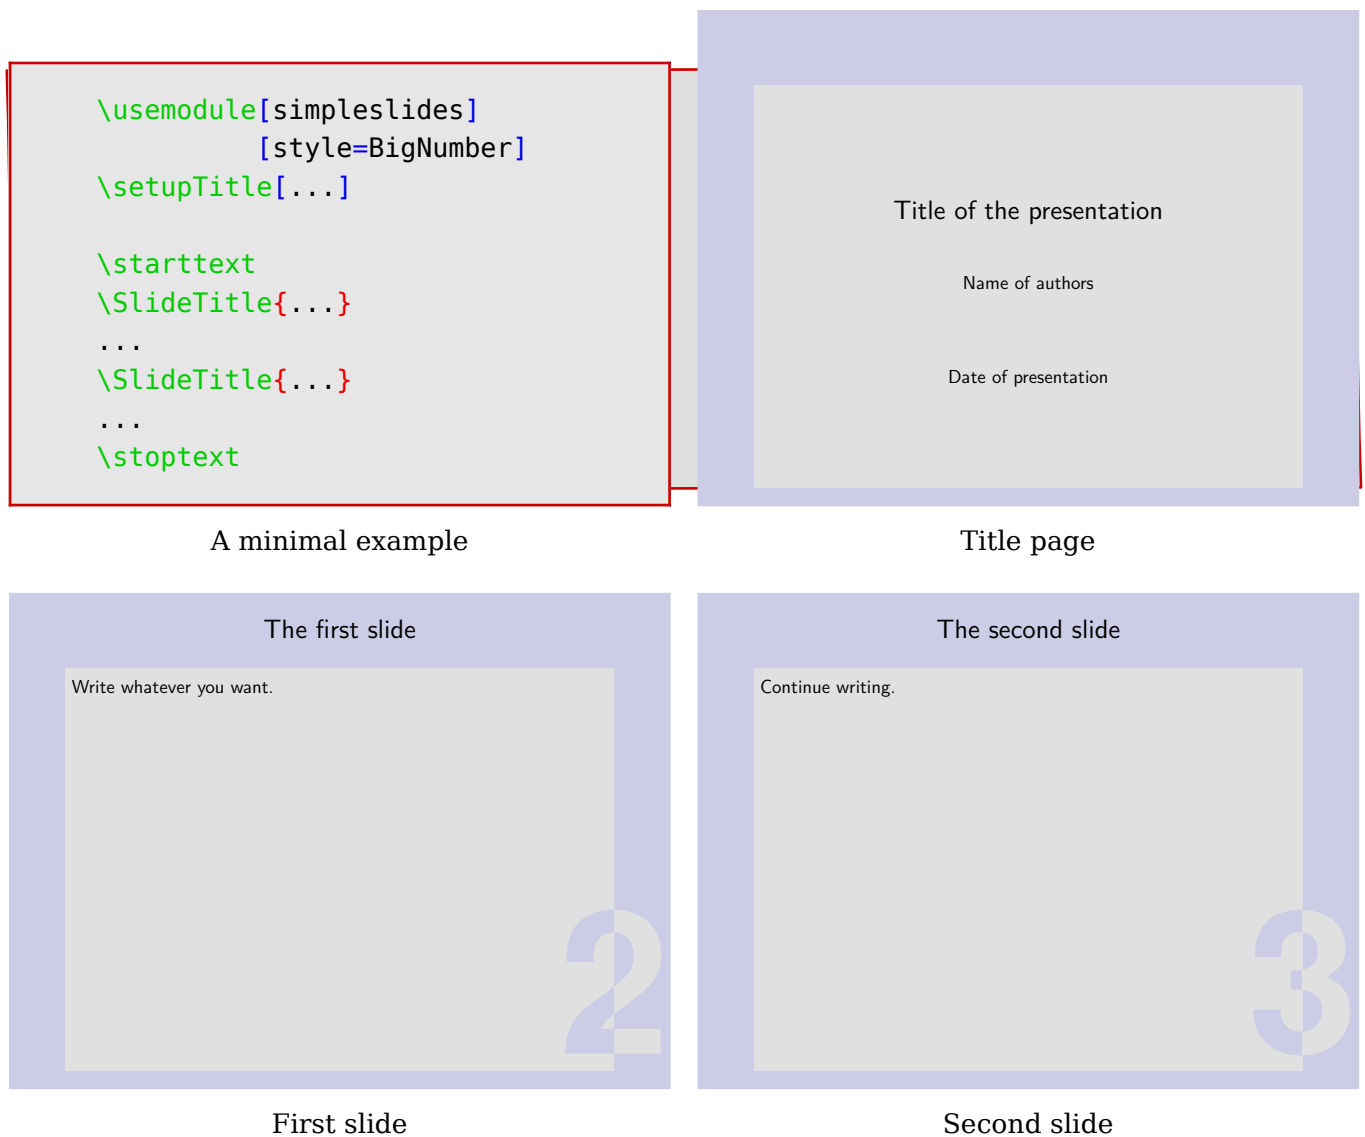 \usemodule[simpleslides]
          [style=BigNumber]
\setupTitle[...]

\starttext
\SlideTitle{...}
...
\SlideTitle{...}
...
\stoptext
A minimal example
Title of the presentation
Name of authors
Date of presentation
Title page
The first slide
Write whatever you want.
2
First slide
The second slide
Continue writing.
3
Second slide